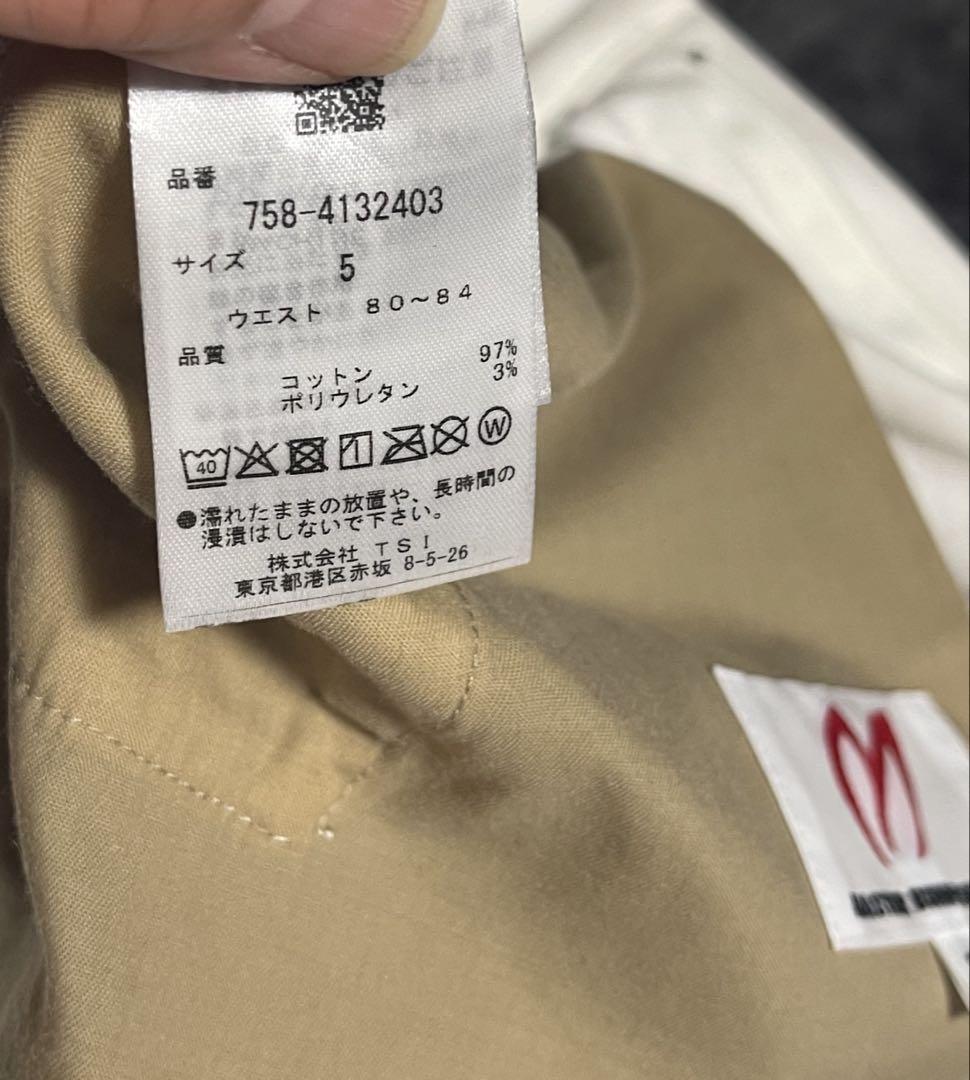 品番
758-4132403
サイズ 5
ウエスト 80~84
品質
コットン 97%
ポリウレタン 3%
40 W
●濡れたままの放置や、長時間の
浸漬はしないで下さい。
株式会社 TSI
東京都港区赤坂 8-5-26
M